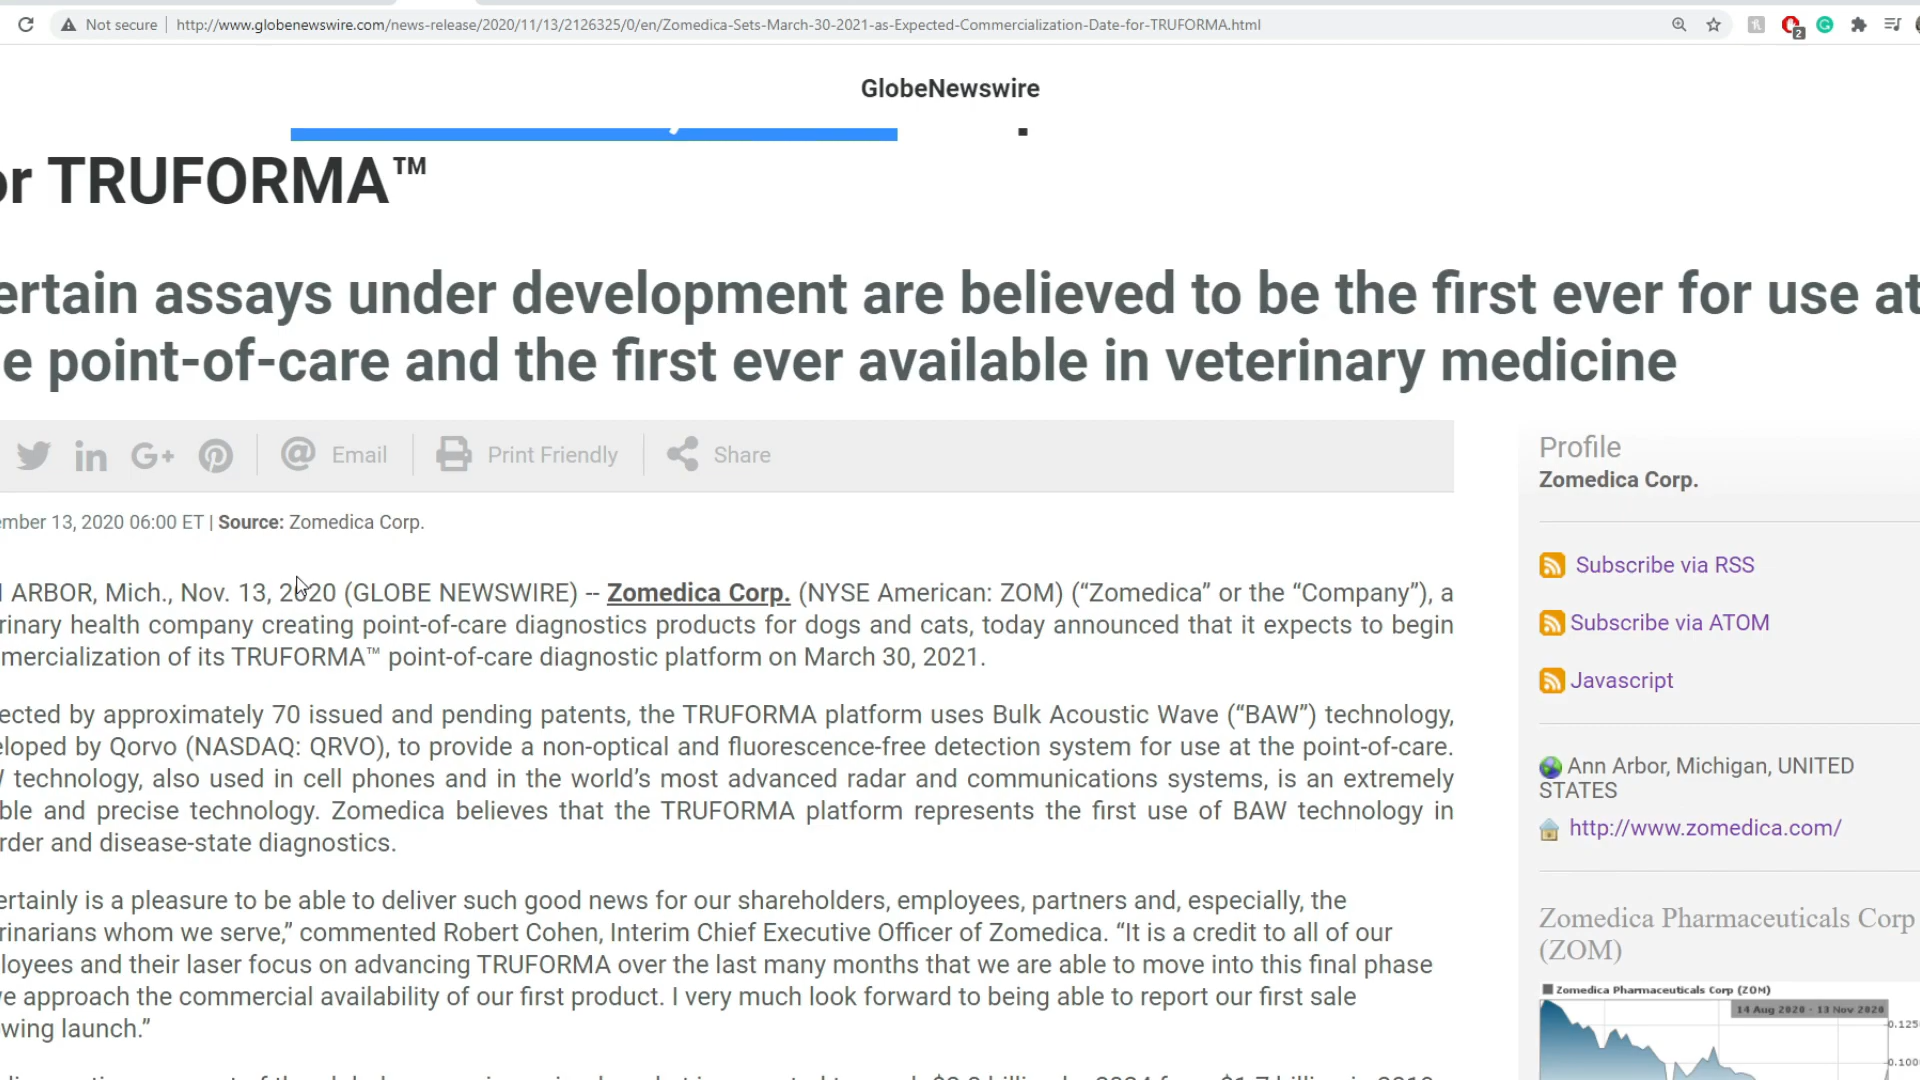 Not secure | http://www.globenewswire.com/news-release/2020/11/13/2126325/0/en/Zomedica-Sets-March-30-2021-as-Expected-Commercialization-Date-for-TRUFORMA.html
2
GlobeNewswire
or TRUFORMA™
ertain assays under development are believed to be the first ever for use at
e point-of-care and the first ever available in veterinary medicine
Email
Print Friendly
Share
ember 13, 2020 06:00 ET | Source: Zomedica Corp.
ARBOR, Mich., Nov. 13, 2020 (GLOBE NEWSWIRE) -- Zomedica Corp. (NYSE American: ZOM) (“Zomedica” or the “Company”), a
rinary health company creating point-of-care diagnostics products for dogs and cats, today announced that it expects to begin
mercialization of its TRUFORMA™ point-of-care diagnostic platform on March 30, 2021.
ected by approximately 70 issued and pending patents, the TRUFORMA platform uses Bulk Acoustic Wave (“BAW”) technology,
eloped by Qorvo (NASDAQ: QRVO), to provide a non-optical and fluorescence-free detection system for use at the point-of-care.
technology, also used in cell phones and in the world’s most advanced radar and communications systems, is an extremely
ble and precise technology. Zomedica believes that the TRUFORMA platform represents the first use of BAW technology in
rder and disease-state diagnostics.
ertainly is a pleasure to be able to deliver such good news for our shareholders, employees, partners and, especially, the
rinarians whom we serve,” commented Robert Cohen, Interim Chief Executive Officer of Zomedica. “It is a credit to all of our
loyees and their laser focus on advancing TRUFORMA over the last many months that we are able to move into this final phase
e approach the commercial availability of our first product. I very much look forward to being able to report our first sale
wing launch.”
Profile
Zomedica Corp.
Subscribe via RSS
Subscribe via ATOM
Javascript
Ann Arbor, Michigan, UNITED
STATES
http://www.zomedica.com/
Zomedica Pharmaceuticals Corp
(ZOM)
Zomedica Pharmaceuticals Corp (ZOM)
14 Aug 2020 - 13 Nov 2020
0.125
0.100